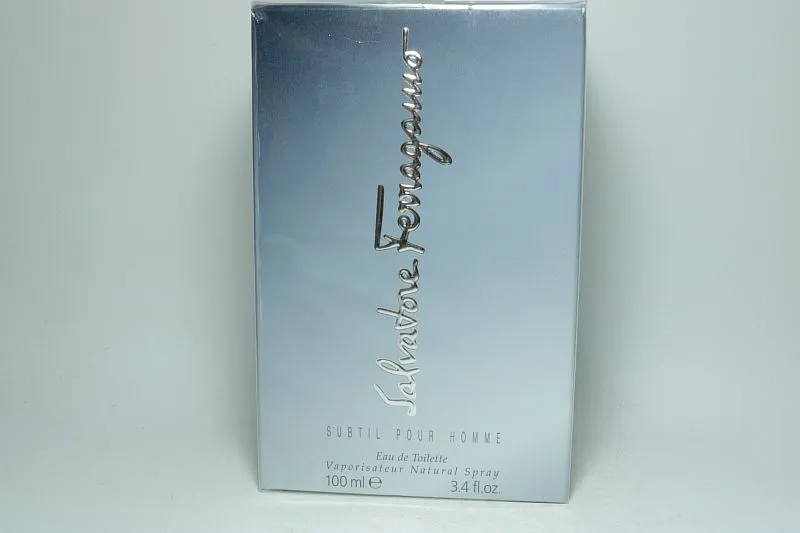 Salvatore Ferragamo
SUBTIL POUR HOMME
Eau de Toilette
Vaporisateur Natural Spray
100 ml ℮ 3.4 fl.oz.